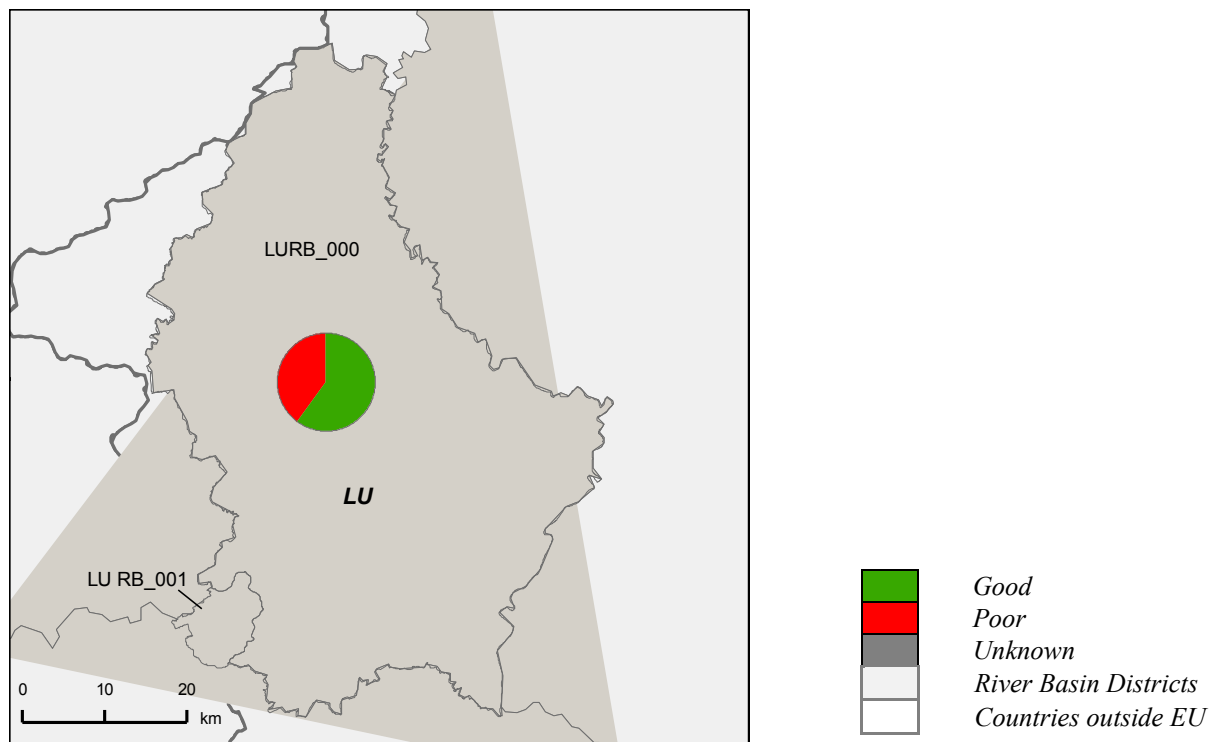 LURB_000
LU
LU RB_001
0 10 20
km
Good
Poor
Unknown
River Basin Districts
Countries outside EU